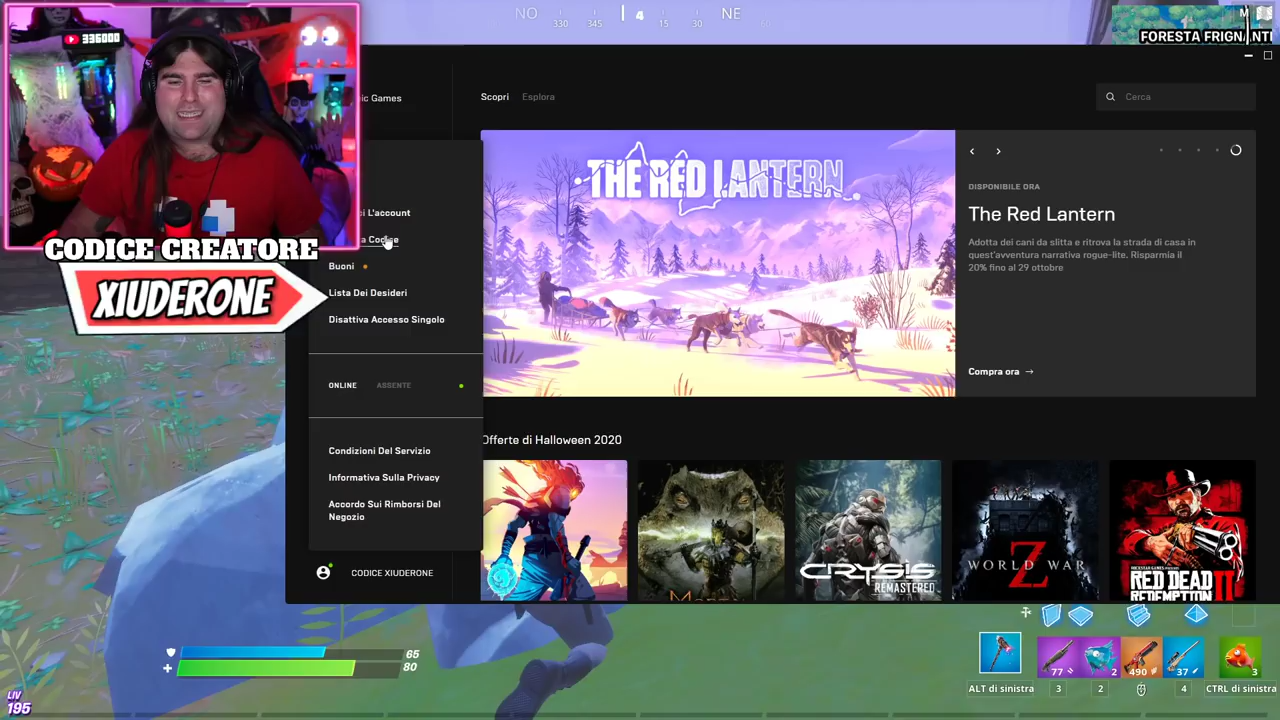 NO
330
345
4
15
30
NE
M
FORESTA FRIGNANTI
336000
CODICE CREATORE
XIUDERONE
ic Games
Scopri
Esplora
Cerca
L'account
Codice
Buoni
Lista Dei Desideri
Disattiva Accesso Singolo
ONLINE
ASSENTE
Condizioni Del Servizio
Informativa Sulla Privacy
Accordo Sui Rimborsi Del
Negozio
CODICE XIUDERONE
THE RED LANTERN
DISPONIBILE ORA
The Red Lantern
Adotta dei cani da slitta e ritrova la strada di casa in
quest'avventura narrativa rogue-lite. Risparmia il
20% fino al 29 ottobre
Compra ora →
Offerte di Halloween 2020
CRYSIS
REMASTERED
WORLD WAR
Z
RED DEAD
REDEMPTION II
65
80
LIV
195
77
2
490
37
3
ALT di sinistra
3
2
4
CTRL di sinistra